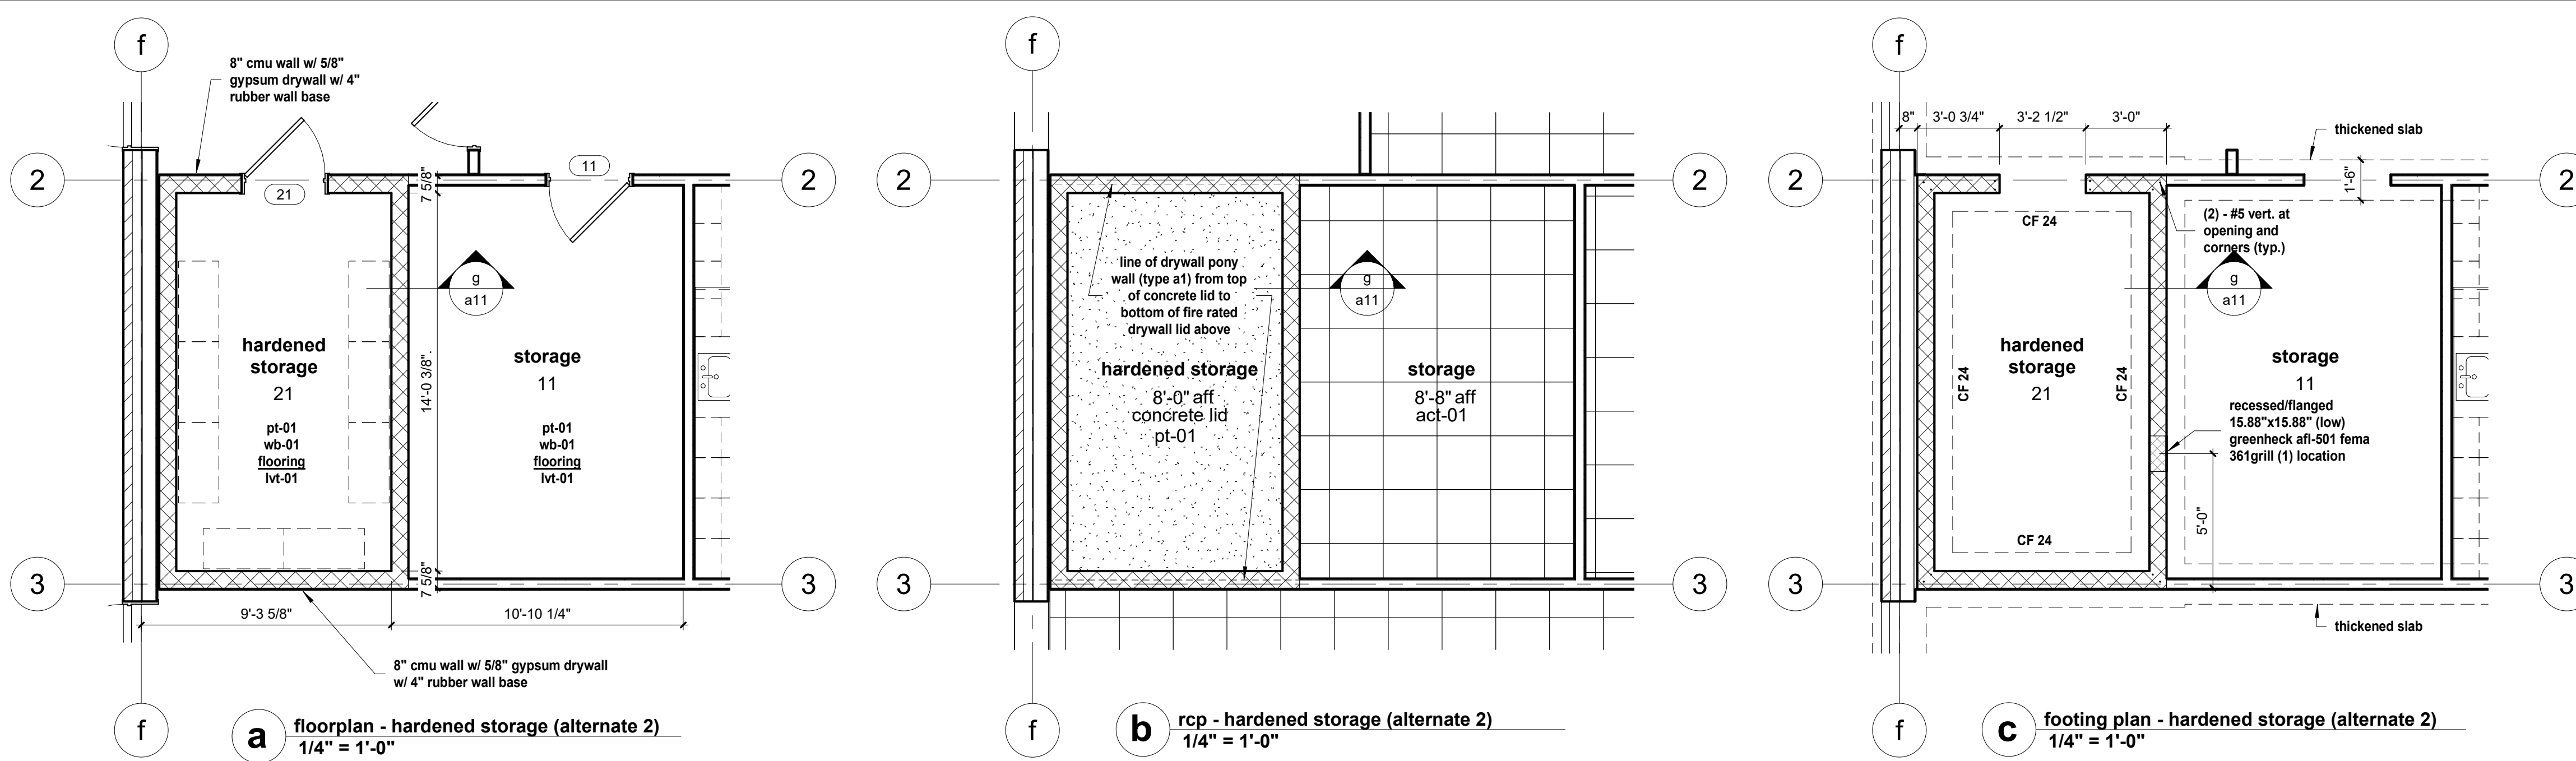 f
8" cmu wall w/ 5/8"
gypsum drywall w/ 4"
rubber wall base
2
21
11
2
7 5/8"
g
a11
hardened
storage
21
storage
11
14'-0 3/8".
pt-01
wb-01
flooring
lvt-01
pt-01
wb-01
flooring
lvt-01
3
7 5/8"
3
9'-3 5/8"
10'-10 1/4"
8" cmu wall w/ 5/8" gypsum drywall
w/ 4" rubber wall base
f
a
floorplan - hardened storage (alternate 2)
1/4" = 1'-0"
f
2
2
line of drywall pony
wall (type a1) from top
of concrete lid to
bottom of fire rated
drywall lid above
g
a11
hardened storage
8'-0" aff
concrete lid
pt-01
storage
8'-8" aff
act-01
3
3
f
b
rcp - hardened storage (alternate 2)
1/4" = 1'-0"
f
8"
3'-0 3/4"
3'-2 1/2"
3'-0"
thickened slab
2
2
1'-6"
CF 24
(2) - #5 vert. at
opening and
corners (typ.)
g
a11
hardened
storage
21
CF 24
CF 24
storage
11
recessed/flanged
15.88"x15.88" (low)
greenheck afl-501 fema
361grill (1) location
5'-0"
CF 24
3
3
thickened slab
f
c
footing plan - hardened storage (alternate 2)
1/4" = 1'-0"